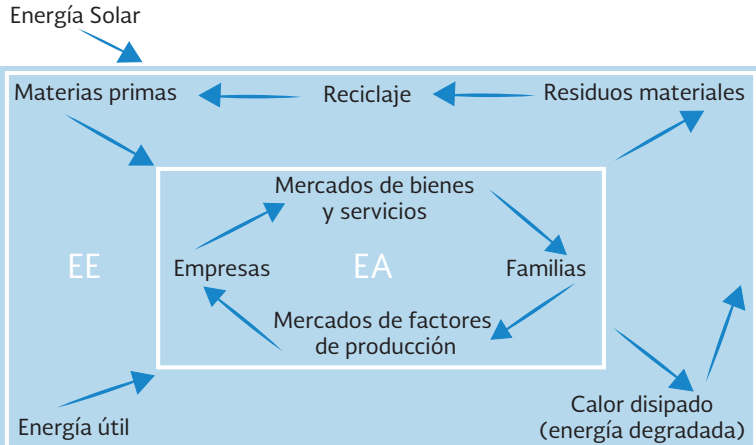 Energía Solar
Materias primas
Reciclaje
Residuos materiales
Mercados de bienes
y servicios
EE
Empresas
EA
Familias
Mercados de factores
de producción
Energía útil
Calor disipado
(energía degradada)